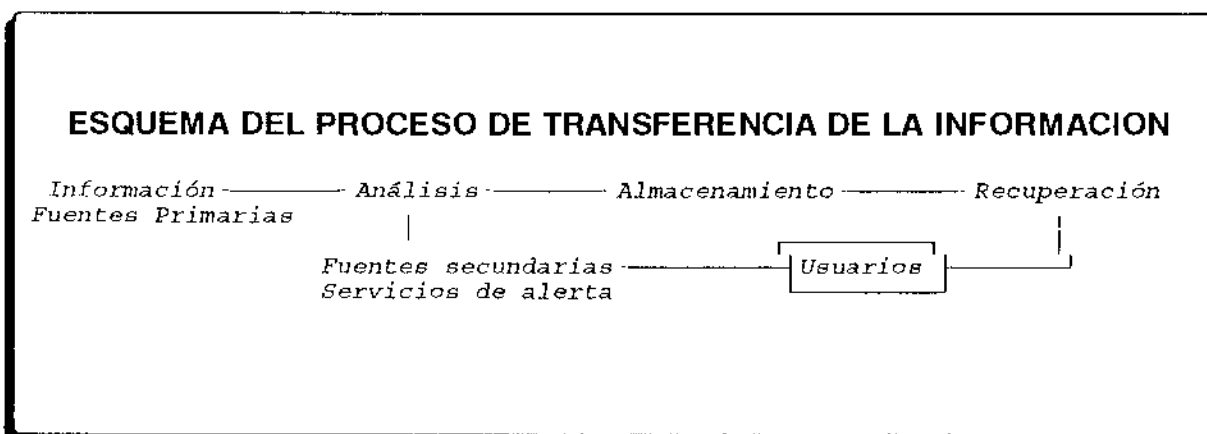 ESQUEMA DEL PROCESO DE TRANSFERENCIA DE LA INFORMACION
Información Análisis Almacenamiento Recuperación
Fuentes Primarias
Fuentes secundarias Usuarios
Servicios de alerta